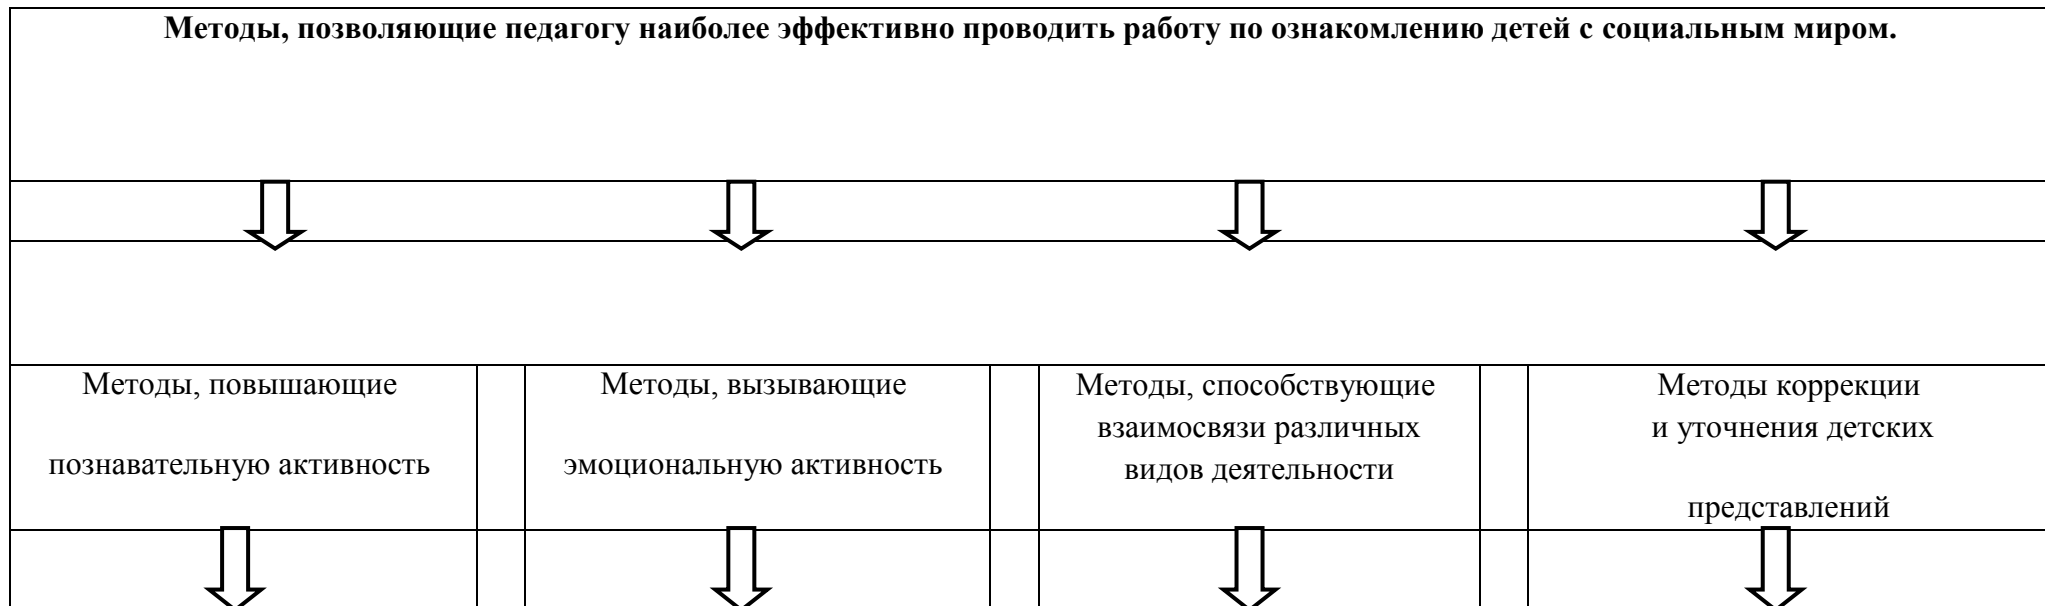 Методы, позволяющие педагогу наиболее эффективно проводить работу по ознакомлению детей с социальным миром.
Методы, повышающие
познавательную активность
Методы, вызывающие
эмоциональную активность
Методы, способствующие
взаимосвязи различных
видов деятельности
Методы коррекции
и уточнения детских
представлений